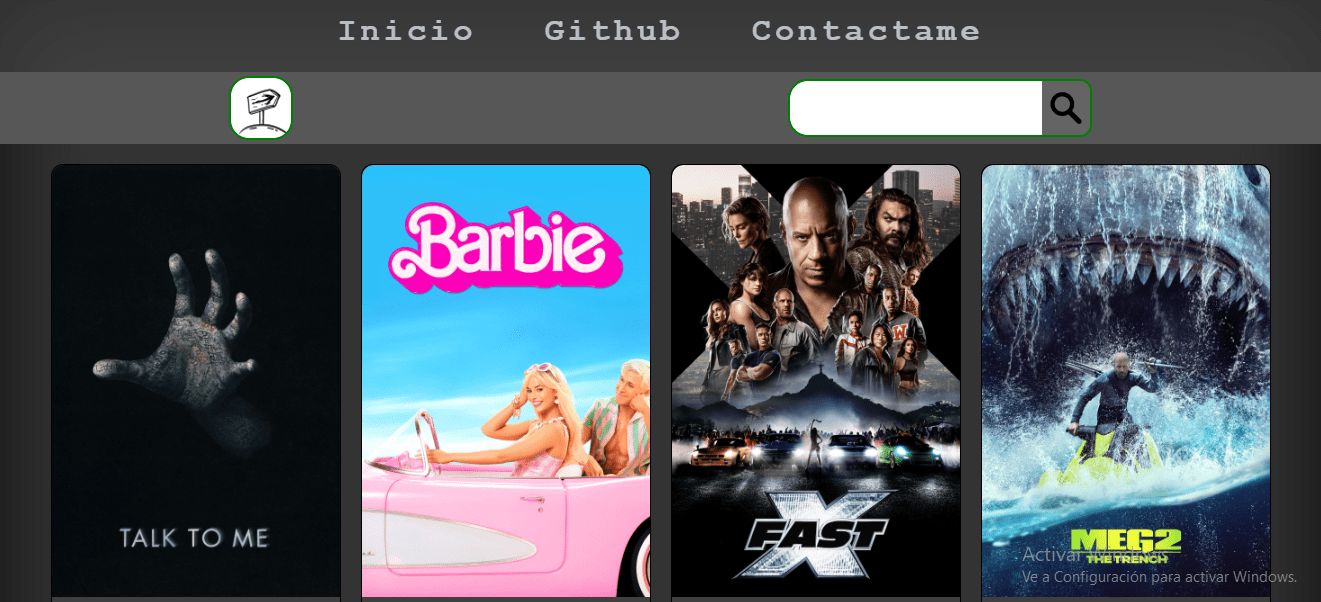 Inicio Github Contactame
TALK TO ME
Barbie
FAST X
MEG2
THE TRENCH
Activar Windows
Ve a Configuración para activar Windows.